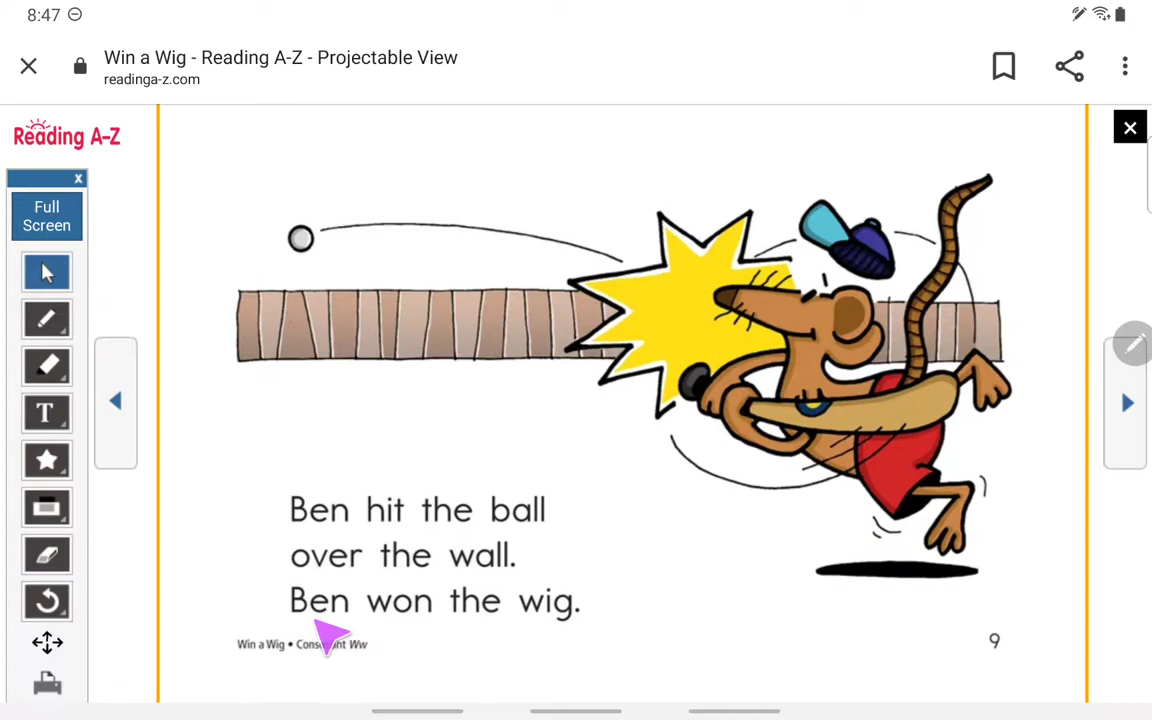 8:47
Win a Wig - Reading A-Z - Projectable View
readinga-z.com
Reading A-Z
x
Full
Screen
T
Ben hit the ball
over the wall.
Ben won the wig.
Win a Wig • Consonant Ww
9